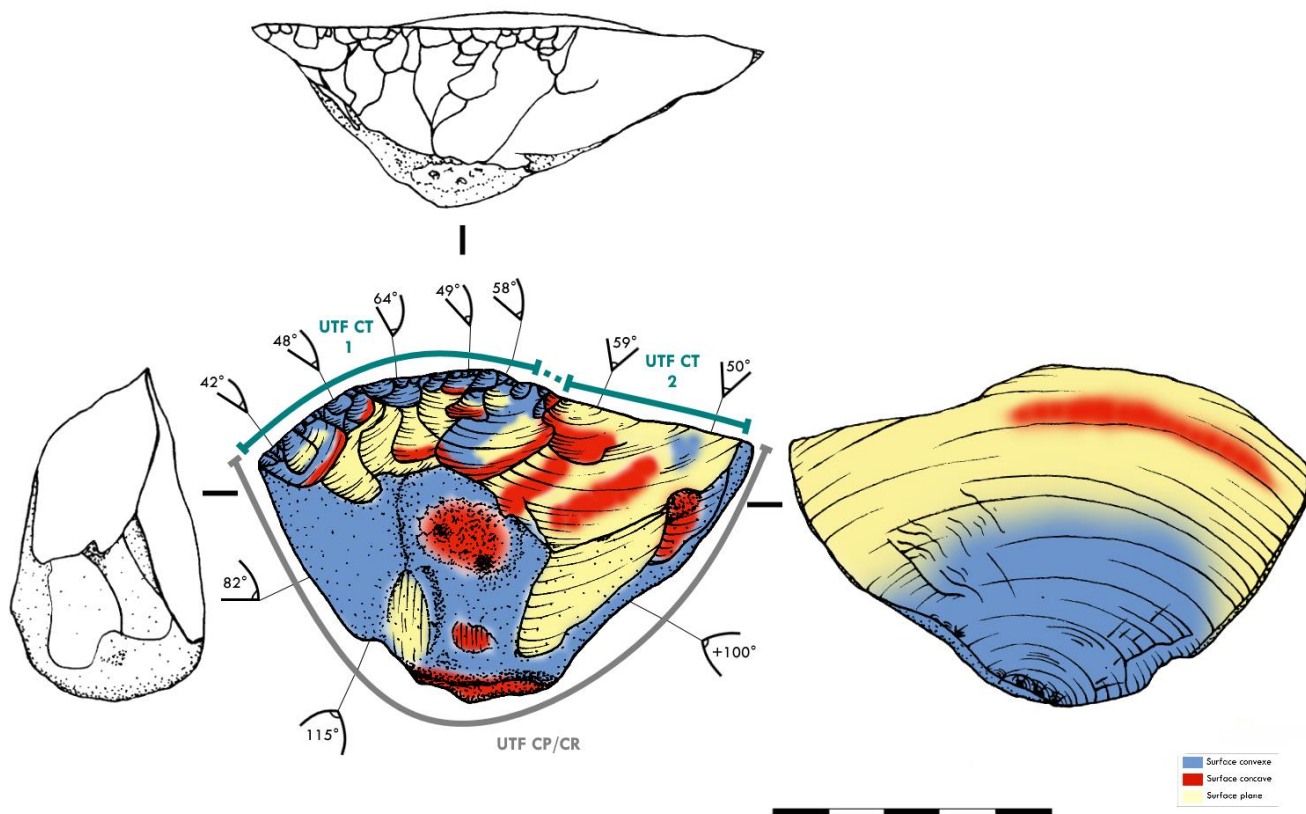 58°
49°
64°
UTF CT
1
48°
59°
UTF CT
2
50°
42°
82°
+100°
115°
UTF CP/CR
Surface convexe
Surface concave
Surface plane